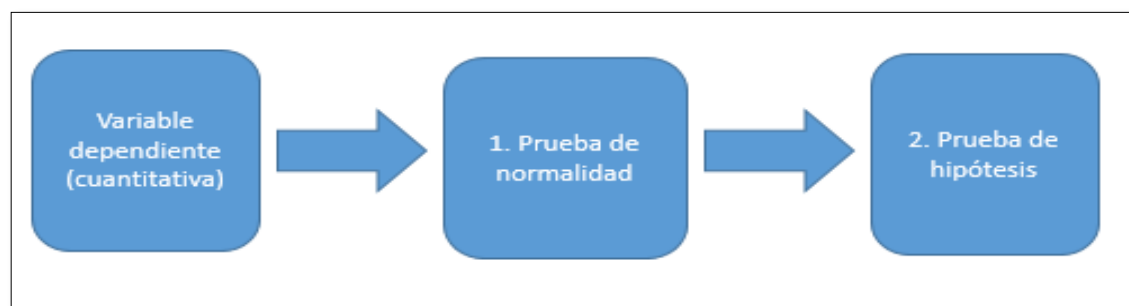 Variable
dependiente
(cuantitativa)
1. Prueba de
normalidad
2. Prueba de
hipótesis